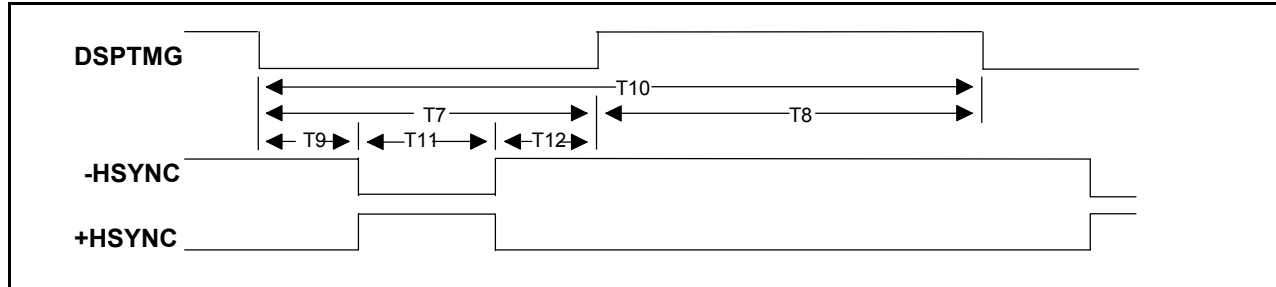 DSPTMG
T10
T7 T8
T9 T11 T12
-HSYNC
+HSYNC